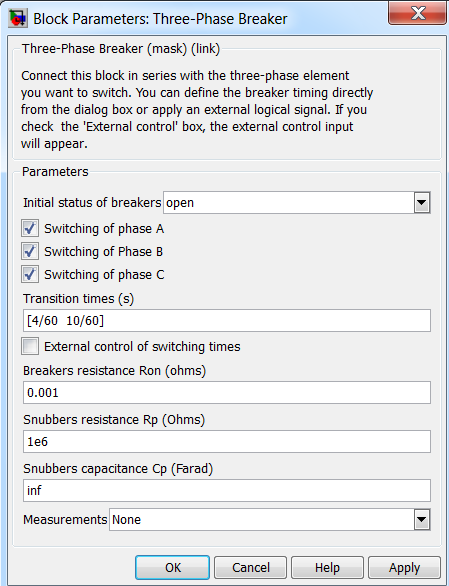 Block Parameters: Three-Phase Breaker
Three-Phase Breaker (mask) (link)
Connect this block in series with the three-phase element
you want to switch. You can define the breaker timing directly
from the dialog box or apply an external logical signal. If you
check  the 'External control' box, the external control input
will appear.
Parameters
Initial status of breakers open
Switching of phase A
Switching of Phase B
Switching of phase C
Transition times (s)
[4/60  10/60]
External control of switching times
Breakers resistance Ron (ohms)
0.001
Snubbers resistance Rp (Ohms)
1e6
Snubbers capacitance Cp (Farad)
inf
Measurements None
OK Cancel Help Apply